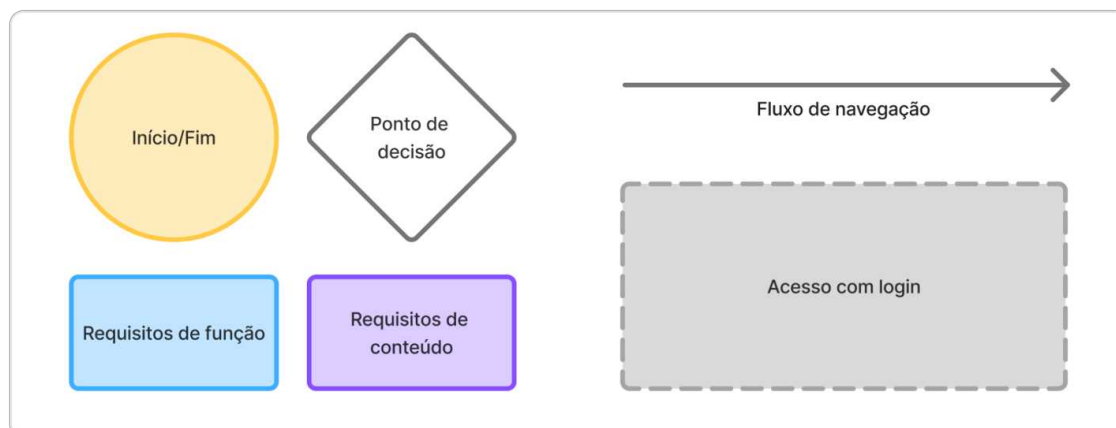 Início/Fim
Ponto de
decisão
Fluxo de navegação
Requisitos de função
Requisitos de
conteúdo
Acesso com login